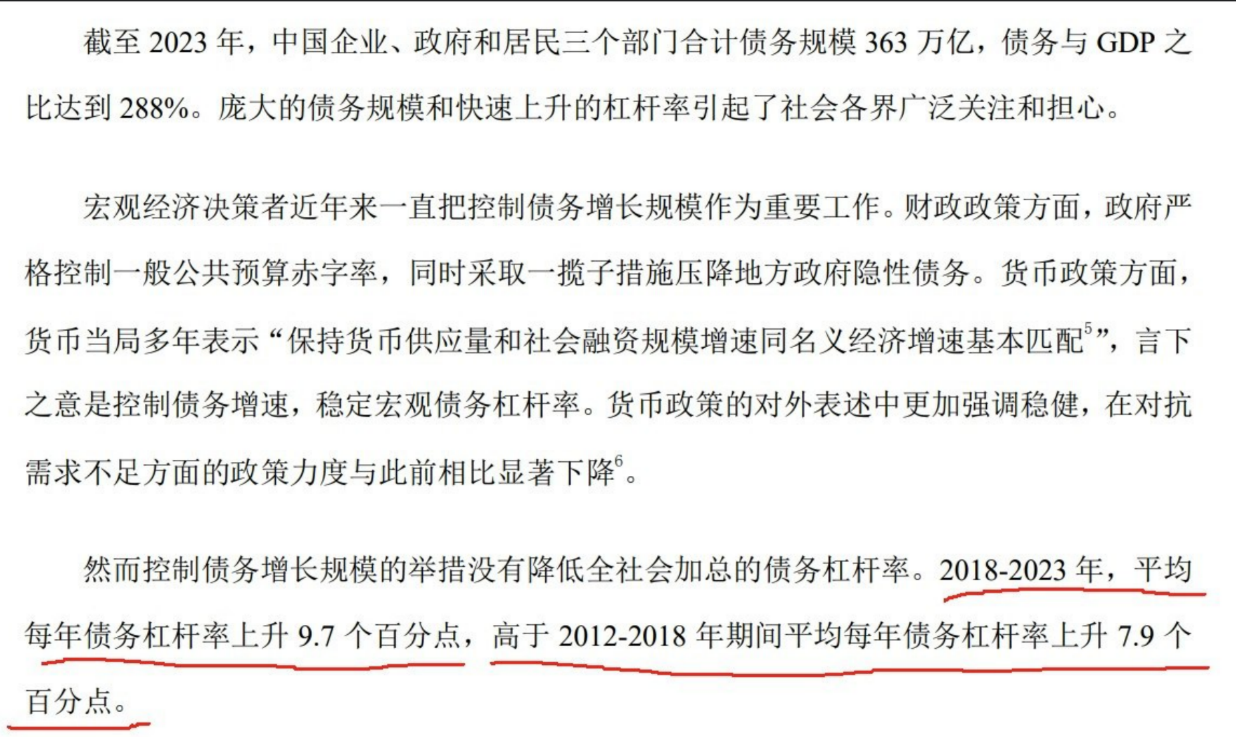 截至 2023 年，中国企业、政府和居民三个部门合计债务规模 363 万亿，债务与 GDP 之
比达到 288%。庞大的债务规模和快速上升的杠杆率引起了社会各界广泛关注和担心。
宏观经济决策者近年来一直把控制债务增长规模作为重要工作。财政政策方面，政府严
格控制一般公共预算赤字率，同时采取一揽子措施压降地方政府隐性债务。货币政策方面，
货币当局多年表示“保持货币供应量和社会融资规模增速同名义经济增速基本匹配⁵”，言下
之意是控制债务增速，稳定宏观债务杠杆率。货币政策的对外表述中更加强调稳健，在对抗
需求不足方面的政策力度与此前相比显著下降⁶。
然而控制债务增长规模的举措没有降低全社会加总的债务杠杆率。2018-2023 年，平均
每年债务杠杆率上升 9.7 个百分点，高于 2012-2018 年期间平均每年债务杠杆率上升 7.9 个
百分点。